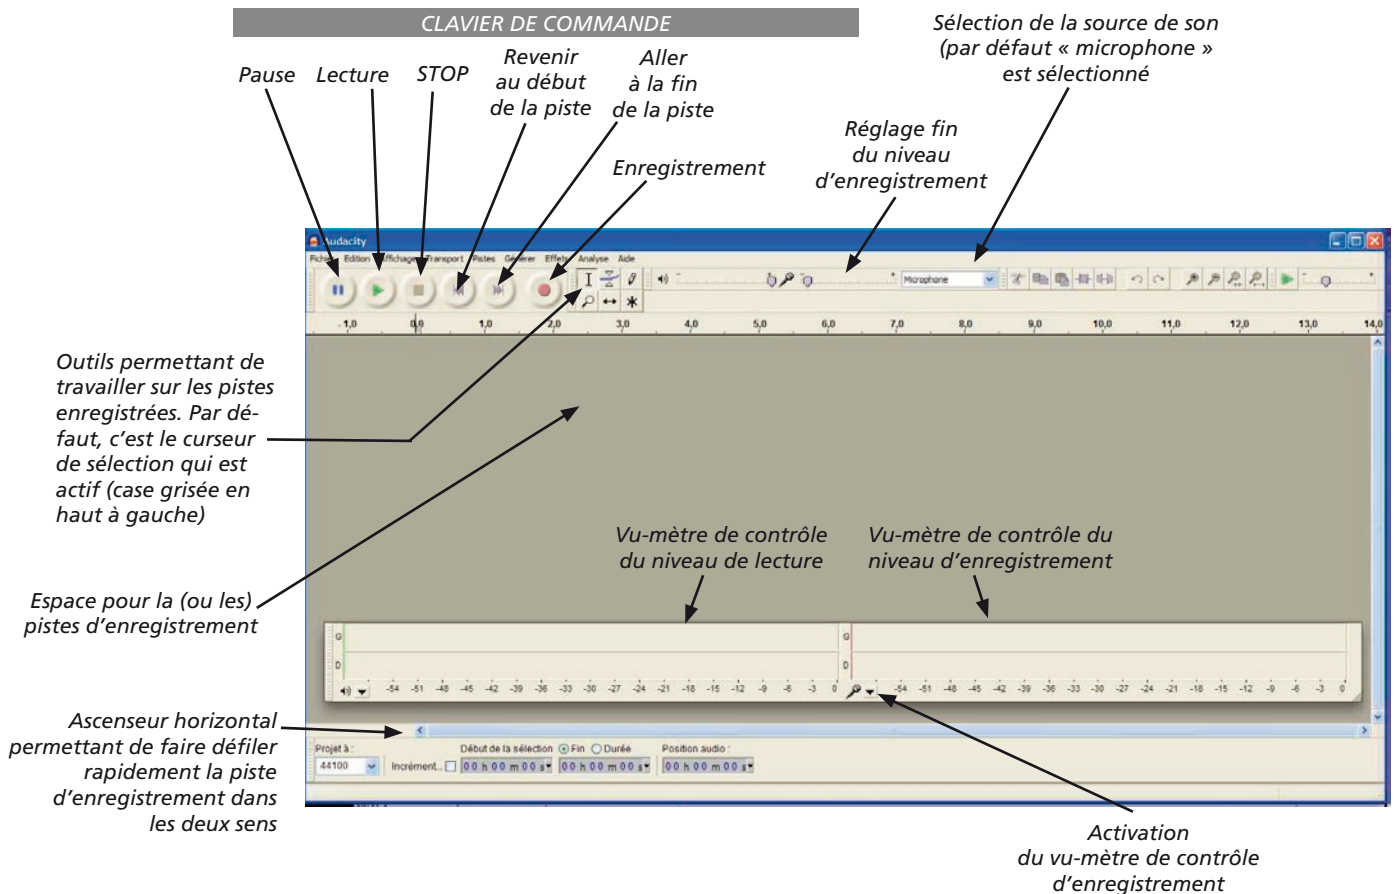 CLAVIER DE COMMANDE
Pause
Lecture
STOP
Revenir
au début
de la piste
Aller
à la fin
de la piste
Enregistrement
Réglage fin
du niveau
d’enregistrement
Sélection de la source de son
(par défaut « microphone »
est sélectionné
Audacity
Fichier Edition Affichage Transport Pistes Générer Effets Analyse Aide
Microphone
- 1,0 0,0 1,0 2,0 3,0 4,0 5,0 6,0 7,0 8,0 9,0 10,0 11,0 12,0 13,0 14,0
Outils permettant de
travailler sur les pistes
enregistrées. Par dé-
faut, c’est le curseur
de sélection qui est
actif (case grisée en
haut à gauche)
Vu-mètre de contrôle
du niveau de lecture
Vu-mètre de contrôle du
niveau d’enregistrement
Espace pour la (ou les)
pistes d’enregistrement
G
D
-54 -51 -48 -45 -42 -39 -36 -33 -30 -27 -24 -21 -18 -15 -12 -9 -6 -3 0
G
D
-54 -51 -48 -45 -42 -39 -36 -33 -30 -27 -24 -21 -18 -15 -12 -9 -6 -3 0
Ascenseur horizontal
permettant de faire défiler
rapidement la piste
d’enregistrement dans
les deux sens
Projet à : Début de la sélection Fin Durée Position audio :
44100 Incrément... 00 h 00 m 00 s 00 h 00 m 00 s 00 h 00 m 00 s
Activation
du vu-mètre de contrôle
d’enregistrement